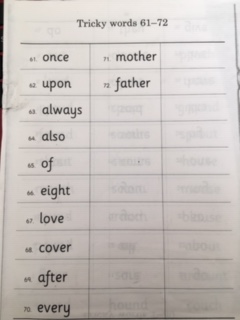 Tricky words 61–72
61. once
62. upon
63. always
64. also
65. of
66. eight
67. love
68. cover
69. after
70. every
71. mother
72. father